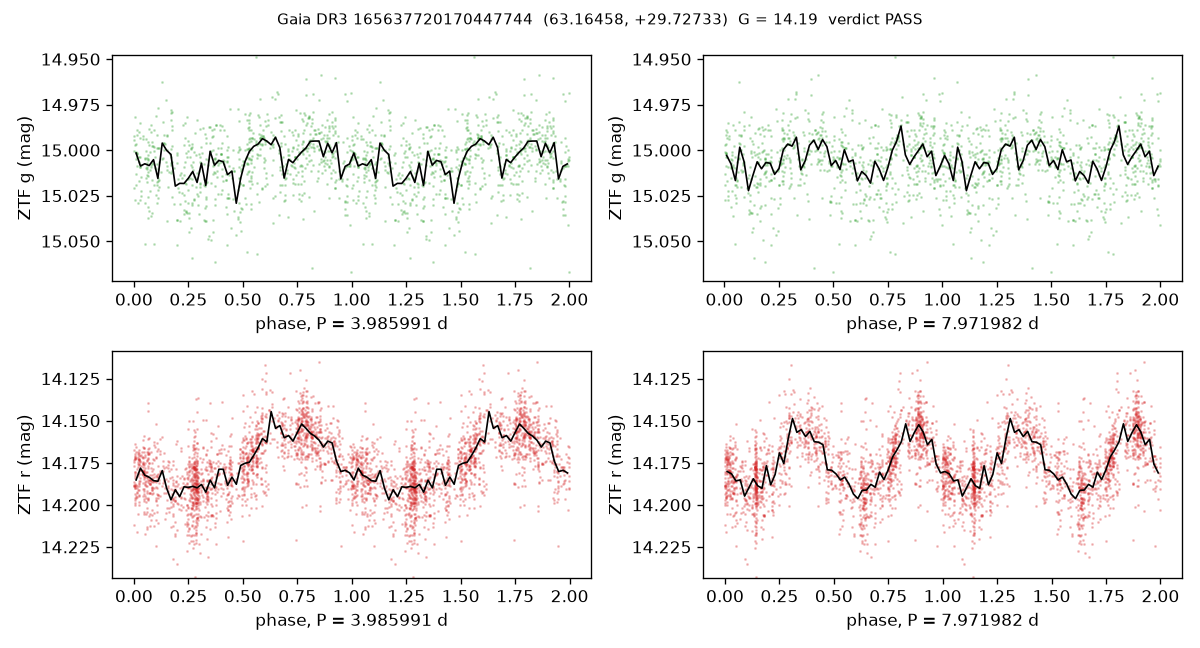 Gaia DR3 165637720170447744 (63.16458, +29.72733) G = 14.19 verdict PASS
ZTF g (mag)
14.950
14.975
15.000
15.025
15.050
0.00 0.25 0.50 0.75 1.00 1.25 1.50 1.75 2.00
phase, P = 3.985991 d
ZTF g (mag)
14.950
14.975
15.000
15.025
15.050
0.00 0.25 0.50 0.75 1.00 1.25 1.50 1.75 2.00
phase, P = 7.971982 d
ZTF r (mag)
14.125
14.150
14.175
14.200
14.225
0.00 0.25 0.50 0.75 1.00 1.25 1.50 1.75 2.00
phase, P = 3.985991 d
ZTF r (mag)
14.125
14.150
14.175
14.200
14.225
0.00 0.25 0.50 0.75 1.00 1.25 1.50 1.75 2.00
phase, P = 7.971982 d